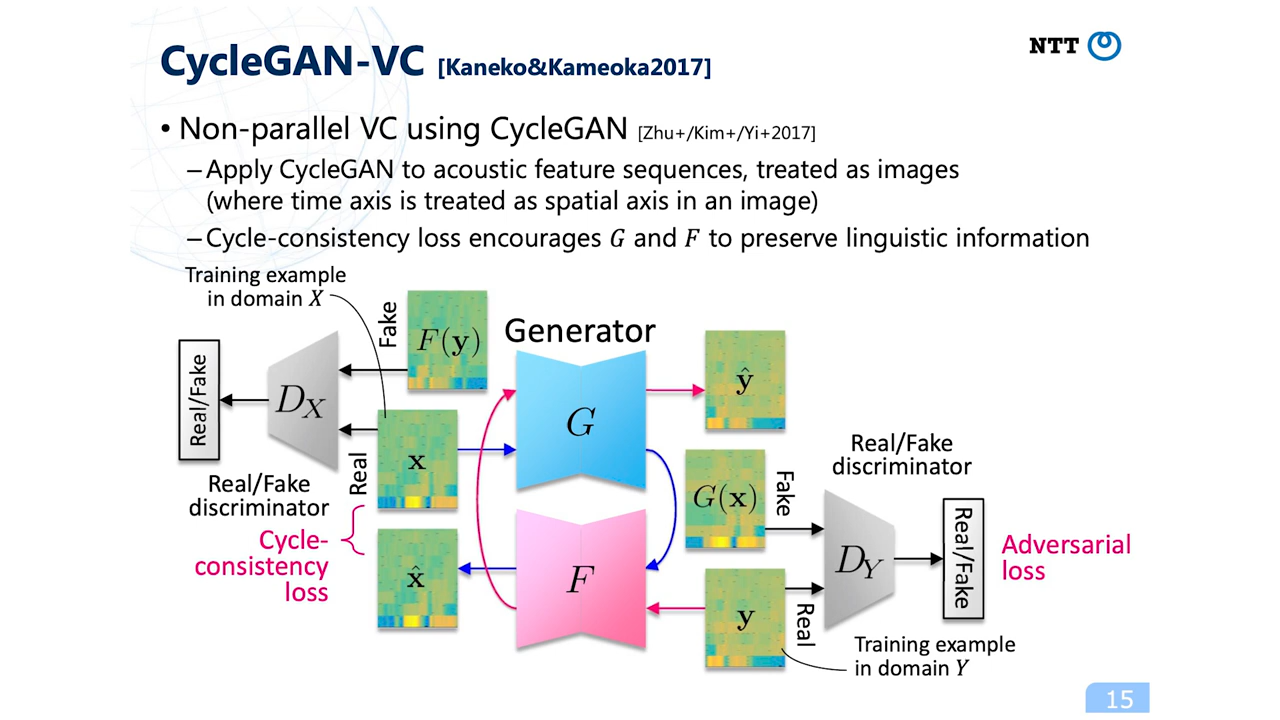 CycleGAN-VC [Kaneko&Kameoka2017]
NTT
• Non-parallel VC using CycleGAN [Zhu+/Kim+/Yi+2017]
– Apply CycleGAN to acoustic feature sequences, treated as images
(where time axis is treated as spatial axis in an image)
– Cycle-consistency loss encourages G and F to preserve linguistic information
Training example
in domain X
Fake
F(y)
Generator
Real/Fake
D_X
G
ŷ
x
Real
Real/Fake
discriminator
Cycle-
consistency
loss
x̂
F
G(x)
Fake
Real/Fake
discriminator
D_Y
Real/Fake
Adversarial
loss
y
Real
Training example
in domain Y
15